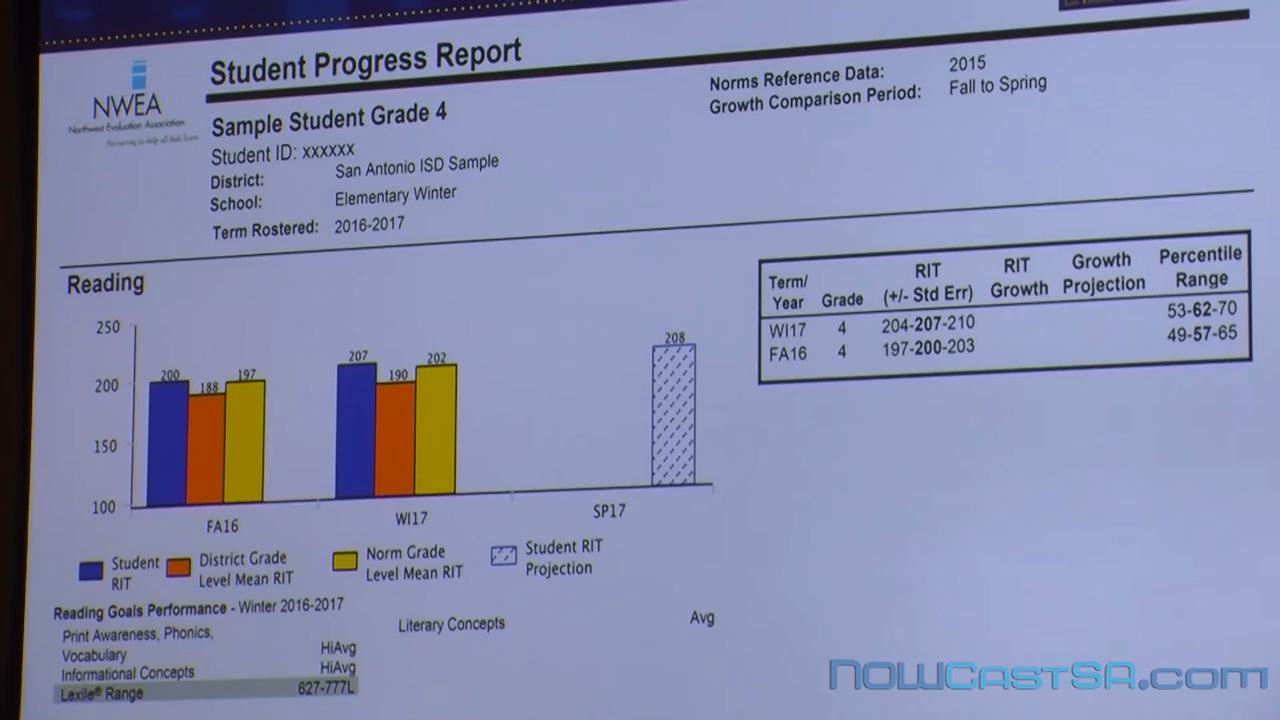 NWEA
Northwest Evaluation Association
Partnering to help all kids learn
Student Progress Report
Norms Reference Data: 2015
Growth Comparison Period: Fall to Spring
Sample Student Grade 4
Student ID: xxxxxx
District: San Antonio ISD Sample
School: Elementary Winter
Term Rostered: 2016-2017
Reading
250
200
150
100
200 188 197
207 190 202
208
FA16 WI17 SP17
Student RIT
District Grade Level Mean RIT
Norm Grade Level Mean RIT
Student RIT Projection
Term/ Year Grade RIT (+/- Std Err) RIT Growth Growth Projection Percentile Range
WI17 4 204-207-210 53-62-70
FA16 4 197-200-203 49-57-65
Reading Goals Performance - Winter 2016-2017
Print Awareness, Phonics,
Vocabulary HiAvg
Informational Concepts HiAvg
Lexile® Range 627-777L
Literary Concepts Avg
NOWCastSA.com